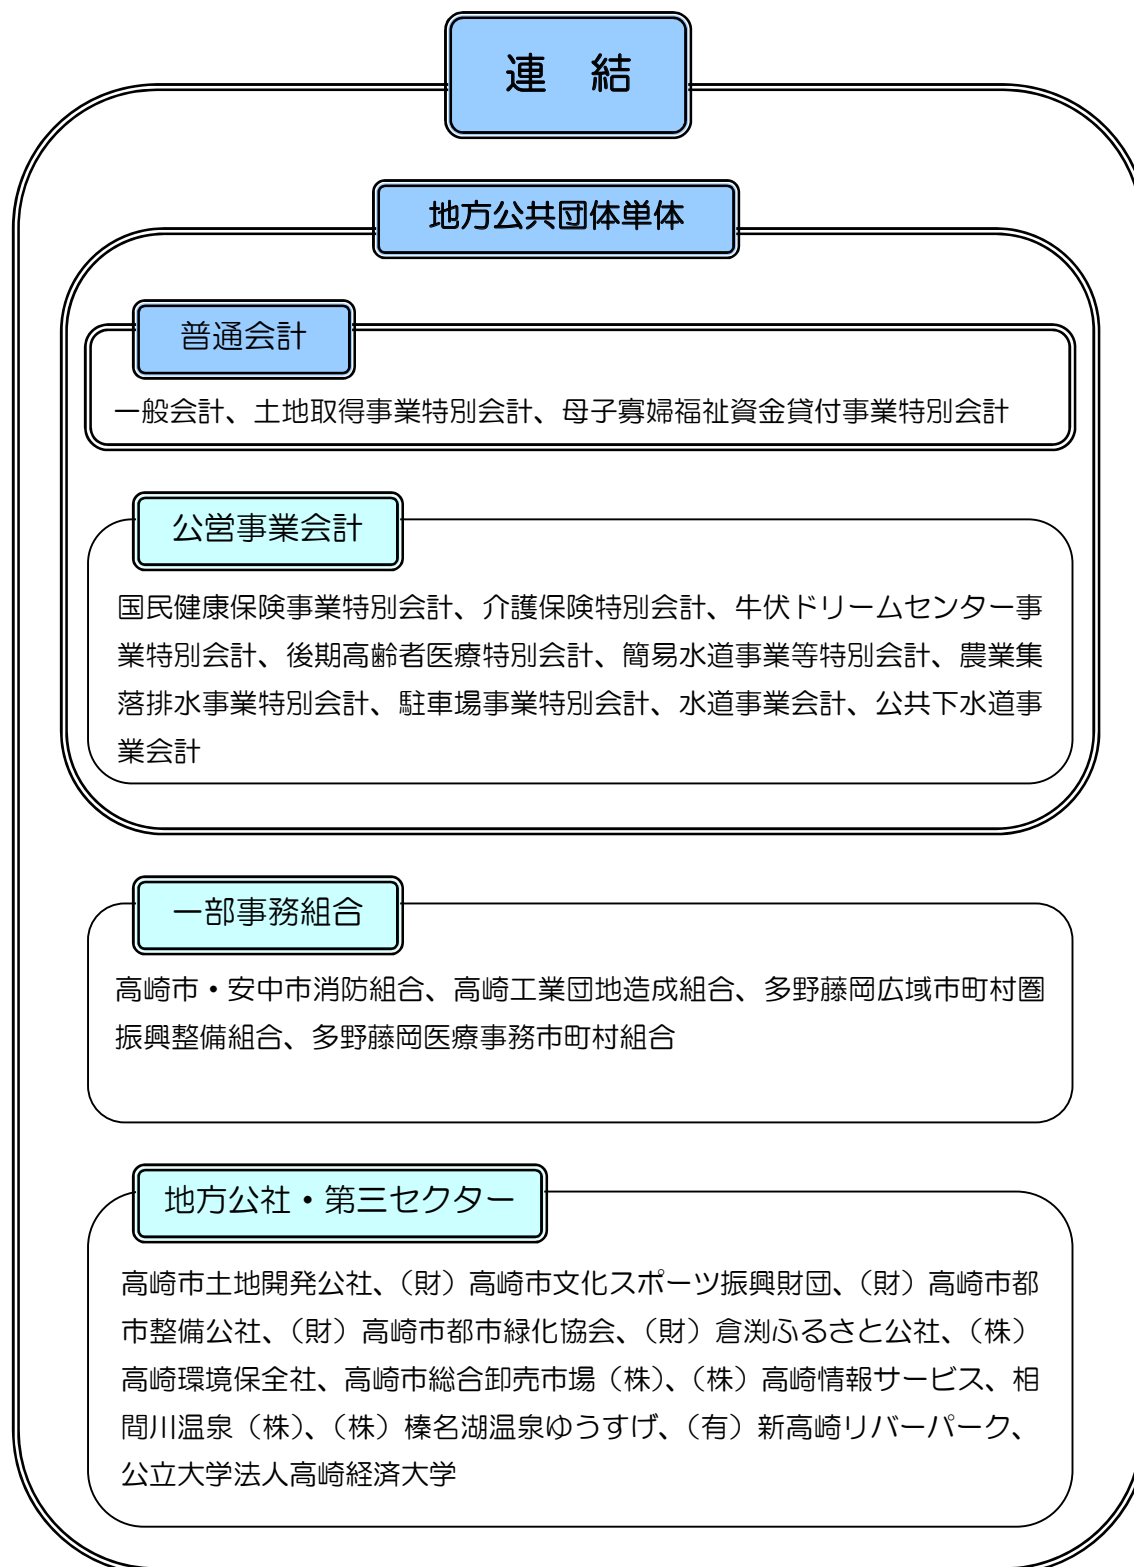 連　結
地方公共団体単体
普通会計
一般会計、土地取得事業特別会計、母子寡婦福祉資金貸付事業特別会計
公営事業会計
国民健康保険事業特別会計、介護保険特別会計、牛伏ドリームセンター事
業特別会計、後期高齢者医療特別会計、簡易水道事業等特別会計、農業集
落排水事業特別会計、駐車場事業特別会計、水道事業会計、公共下水道事
業会計
一部事務組合
高崎市・安中市消防組合、高崎工業団地造成組合、多野藤岡広域市町村圏
振興整備組合、多野藤岡医療事務市町村組合
地方公社・第三セクター
高崎市土地開発公社、（財）高崎市文化スポーツ振興財団、（財）高崎市都
市整備公社、（財）高崎市都市緑化協会、（財）倉渕ふるさと公社、（株）
高崎環境保全社、高崎市総合卸売市場（株）、（株）高崎情報サービス、相
間川温泉（株）、（株）榛名湖温泉ゆうすげ、（有）新高崎リバーパーク、
公立大学法人高崎経済大学